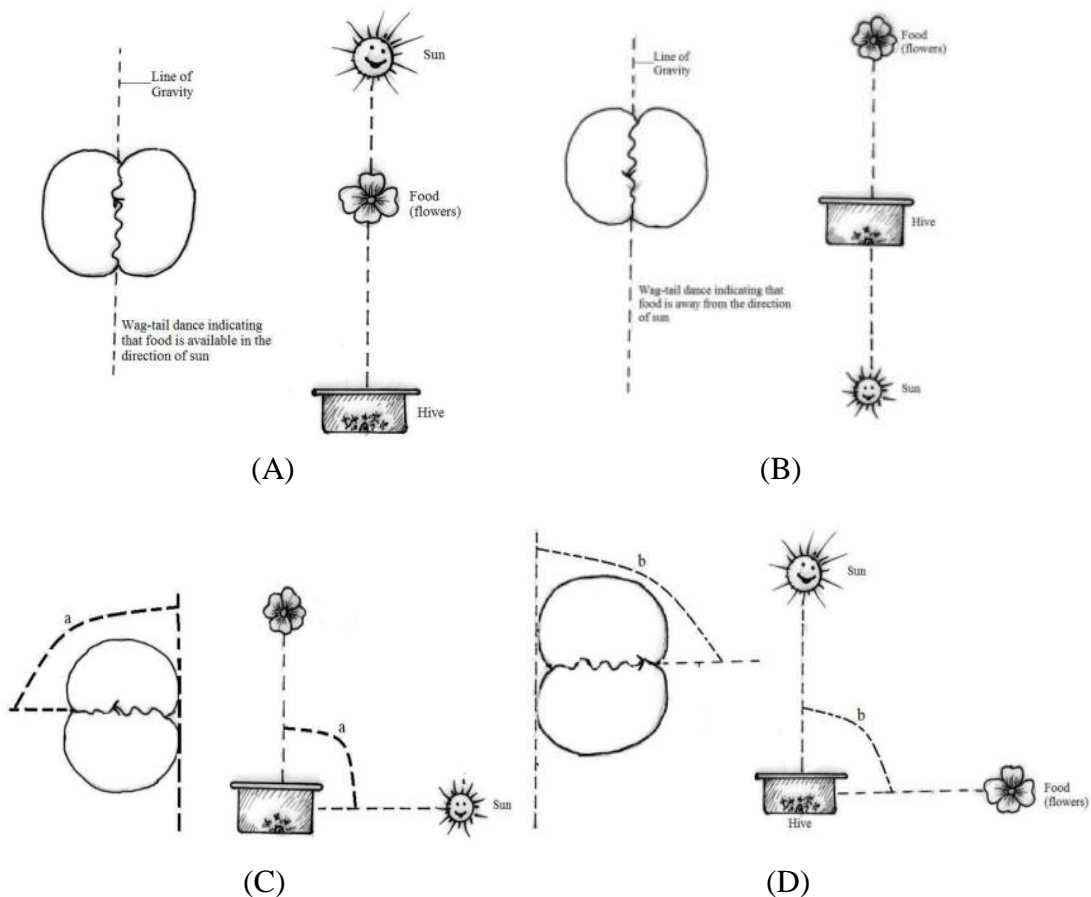 Sun
Line of
Gravity
Food
(flowers)
Wag-tail dance indicating
that food is available in the
direction of sun
Hive
(A)
Food
(flowers)
Line of
Gravity
Hive
Wag-tail dance indicating that
food is away from the direction
of sun
Sun
(B)
a
a
Sun
(C)
b
Sun
b
Food
(flowers)
Hive
(D)